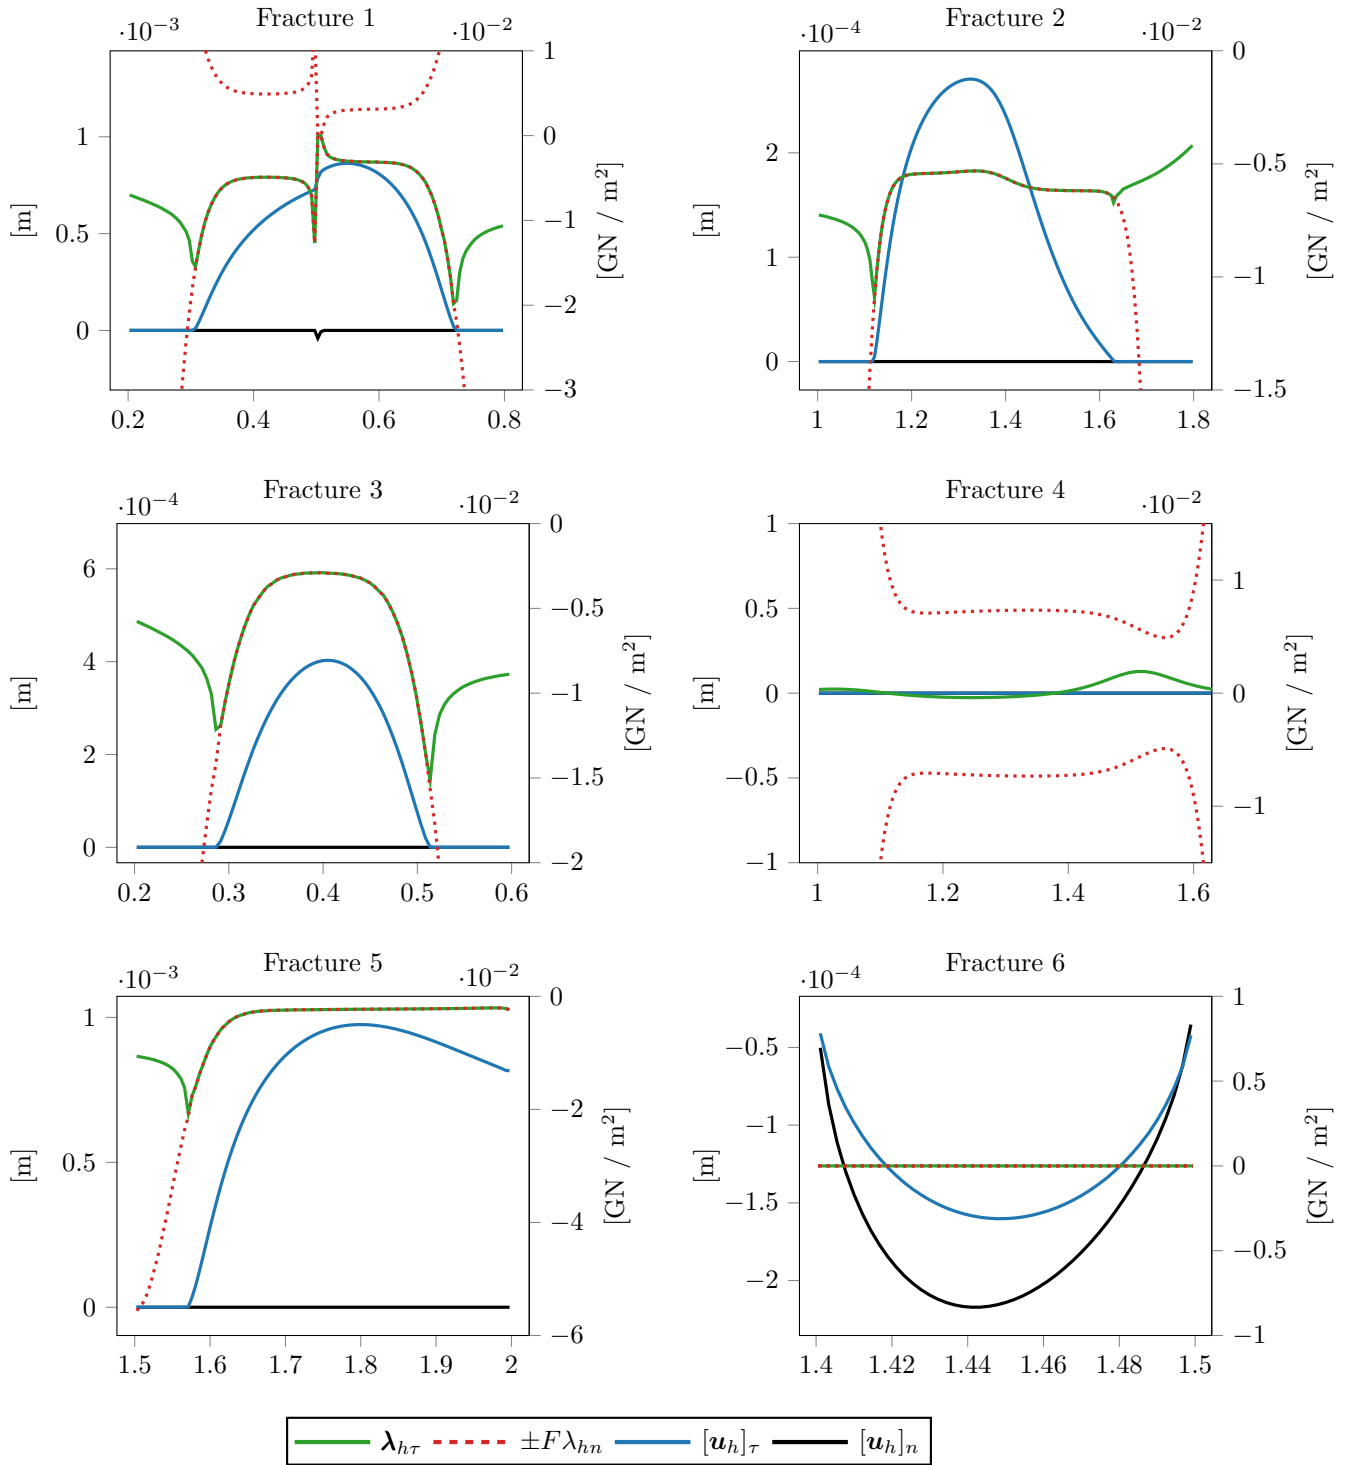 Fracture 1
·10⁻³
·10⁻²
1
0.5
0
[m]
1
0
−1
−2
−3
[GN / m²]
0.2 0.4 0.6 0.8
Fracture 2
·10⁻⁴
·10⁻²
2
1
0
[m]
0
−0.5
−1
−1.5
[GN / m²]
1 1.2 1.4 1.6 1.8
Fracture 3
·10⁻⁴
·10⁻²
6
4
2
0
[m]
0
−0.5
−1
−1.5
−2
[GN / m²]
0.2 0.3 0.4 0.5 0.6
Fracture 4
·10⁻²
1
0.5
0
−0.5
−1
[m]
1
0
−1
[GN / m²]
1 1.2 1.4 1.6
Fracture 5
·10⁻³
·10⁻²
1
0.5
0
[m]
0
−2
−4
−6
[GN / m²]
1.5 1.6 1.7 1.8 1.9 2
Fracture 6
·10⁻⁴
−0.5
−1
−1.5
−2
[m]
1
0.5
0
−0.5
−1
[GN / m²]
1.4 1.42 1.44 1.46 1.48 1.5
λ_hτ ±Fλ_hn [u_h]_τ [u_h]_n